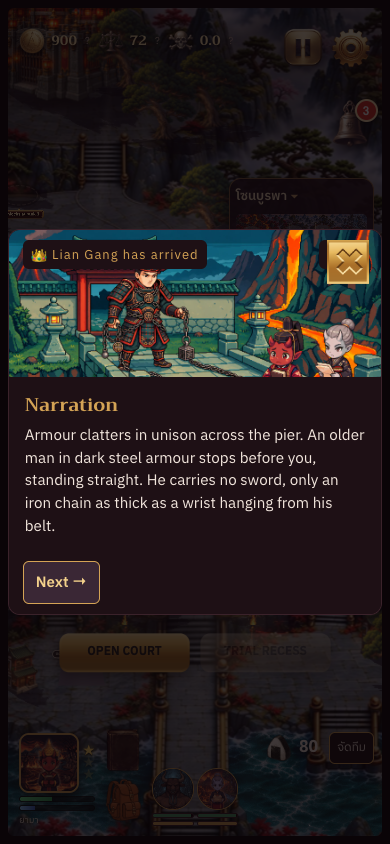 900 72 0.0
3
โซนบูรพา
👑 Lian Gang has arrived
Narration
Armour clatters in unison across the pier. An older
man in dark steel armour stops before you,
standing straight. He carries no sword, only an
iron chain as thick as a wrist hanging from his
belt.
Next →
OPEN COURT
TRIAL RECESS
80 จัดทีม